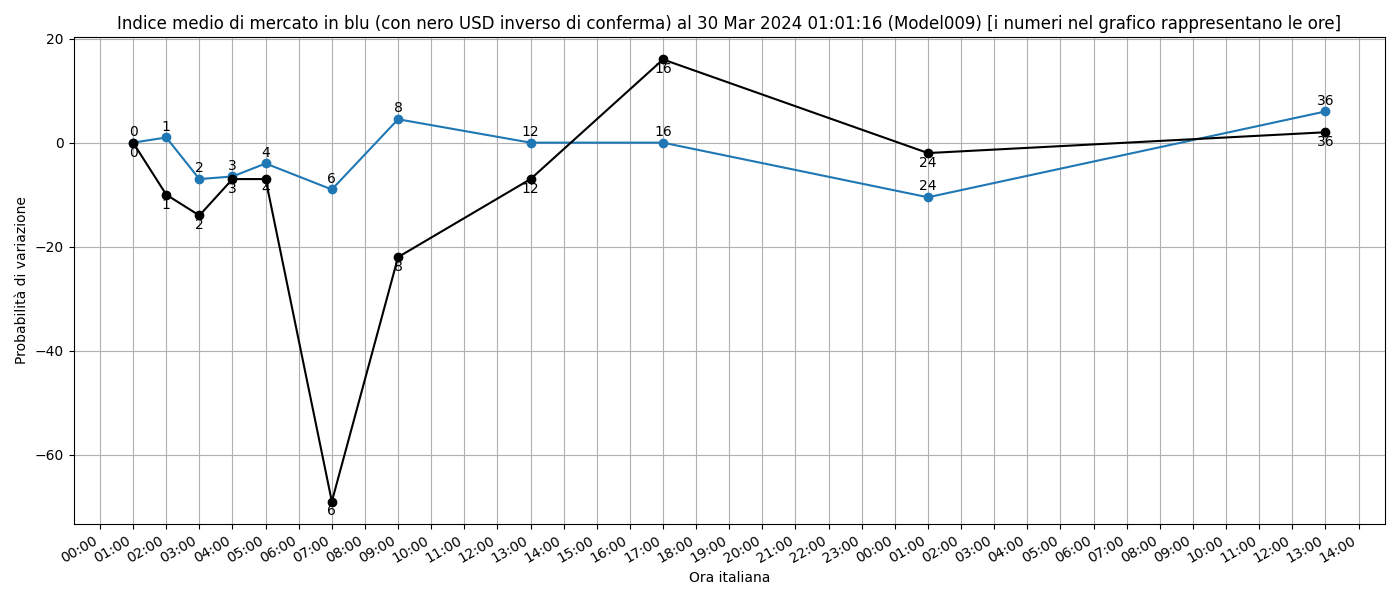 Indice medio di mercato in blu (con nero USD inverso di conferma) al 30 Mar 2024 01:01:16 (Model009) [i numeri nel grafico rappresentano le ore]
20
0
−20
−40
−60
Probabilità di variazione
0 1 2 3 4 6 8 12 16 24 36
0 1 2 3 4 6 8 12 16 24 36
00:00 01:00 02:00 03:00 04:00 05:00 06:00 07:00 08:00 09:00 10:00 11:00 12:00 13:00 14:00 15:00 16:00 17:00 18:00 19:00 20:00 21:00 22:00 23:00 00:00 01:00 02:00 03:00 04:00 05:00 06:00 07:00 08:00 09:00 10:00 11:00 12:00 13:00 14:00
Ora italiana